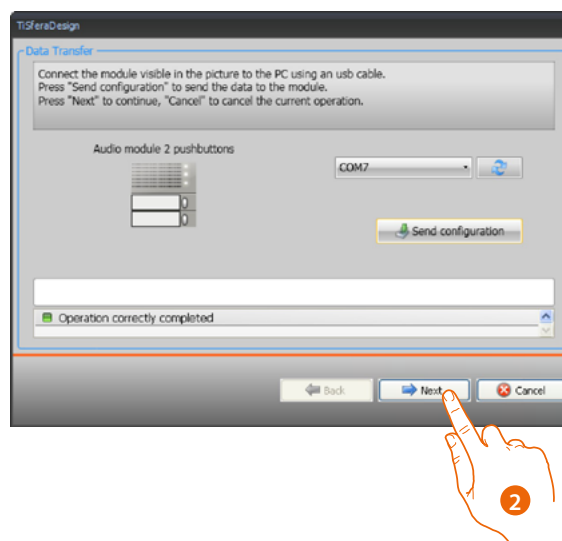 TiSferaDesign
Data Transfer
Connect the module visible in the picture to the PC using an usb cable.
Press "Send configuration" to send the data to the module.
Press "Next" to continue, "Cancel" to cancel the current operation.
Audio module 2 pushbuttons
COM7
Send configuration
Operation correctly completed
Back
Next
Cancel
2